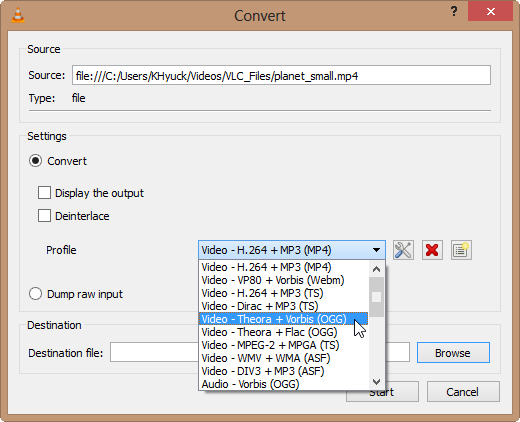 Convert
?
Source
Source: file:///C:/Users/KHyuck/Videos/VLC_Files/planet_small.mp4
Type: file
Settings
Convert
Display the output
Deinterlace
Profile Video - H.264 + MP3 (MP4)
Video - H.264 + MP3 (MP4)
Video - VP80 + Vorbis (Webm)
Video - H.264 + MP3 (TS)
Dump raw input
Video - Dirac + MP3 (TS)
Video - Theora + Vorbis (OGG)
Destination
Video - Theora + Flac (OGG)
Video - MPEG-2 + MPGA (TS)
Destination file: Browse
Video - WMV + WMA (ASF)
Video - DIV3 + MP3 (ASF)
Audio - Vorbis (OGG)
Start Cancel